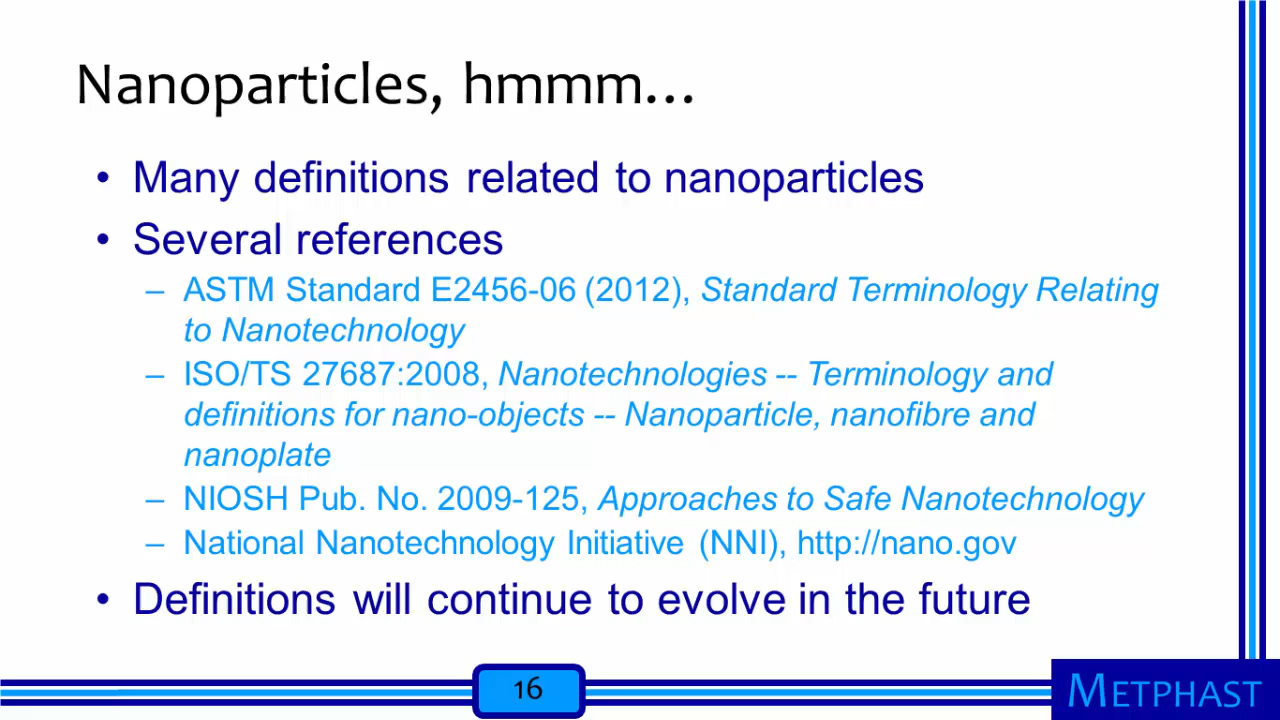 Nanoparticles, hmmm…
• Many definitions related to nanoparticles
• Several references
– ASTM Standard E2456-06 (2012), Standard Terminology Relating
to Nanotechnology
– ISO/TS 27687:2008, Nanotechnologies -- Terminology and
definitions for nano-objects -- Nanoparticle, nanofibre and
nanoplate
– NIOSH Pub. No. 2009-125, Approaches to Safe Nanotechnology
– National Nanotechnology Initiative (NNI), http://nano.gov
• Definitions will continue to evolve in the future
16
METPHAST